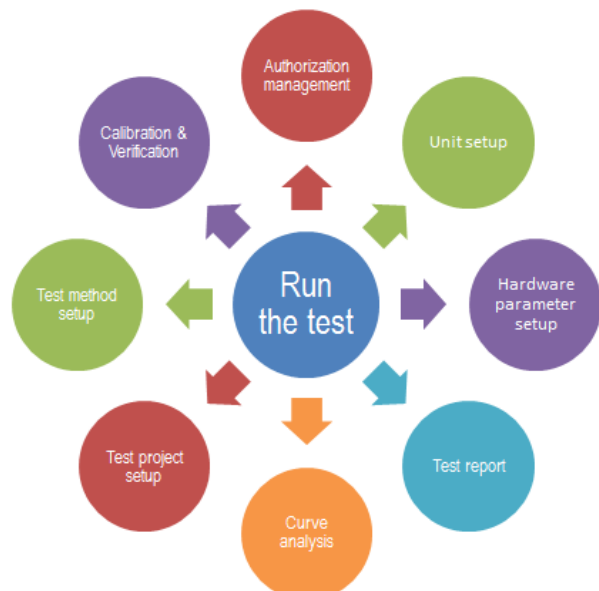 Authorization
management
Calibration &
Verification
Unit setup
Test method
setup
Run
the test
Hardware
parameter
setup
Test project
setup
Test report
Curve
analysis